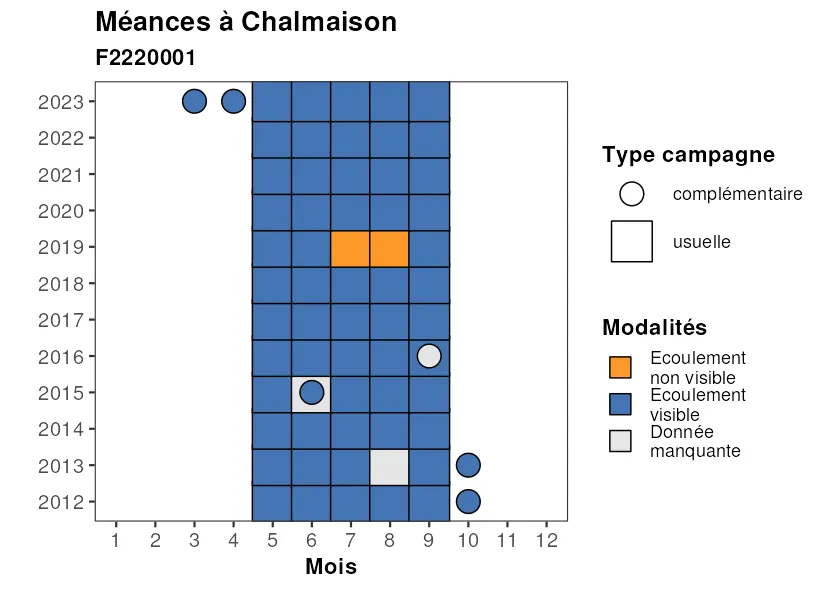 Méances à Chalmaison
F2220001
2023
2022
2021
2020
2019
2018
2017
2016
2015
2014
2013
2012
1 2 3 4 5 6 7 8 9 10 11 12
Mois
Type campagne
complémentaire
usuelle
Modalités
Ecoulement
non visible
Ecoulement
visible
Donnée
manquante